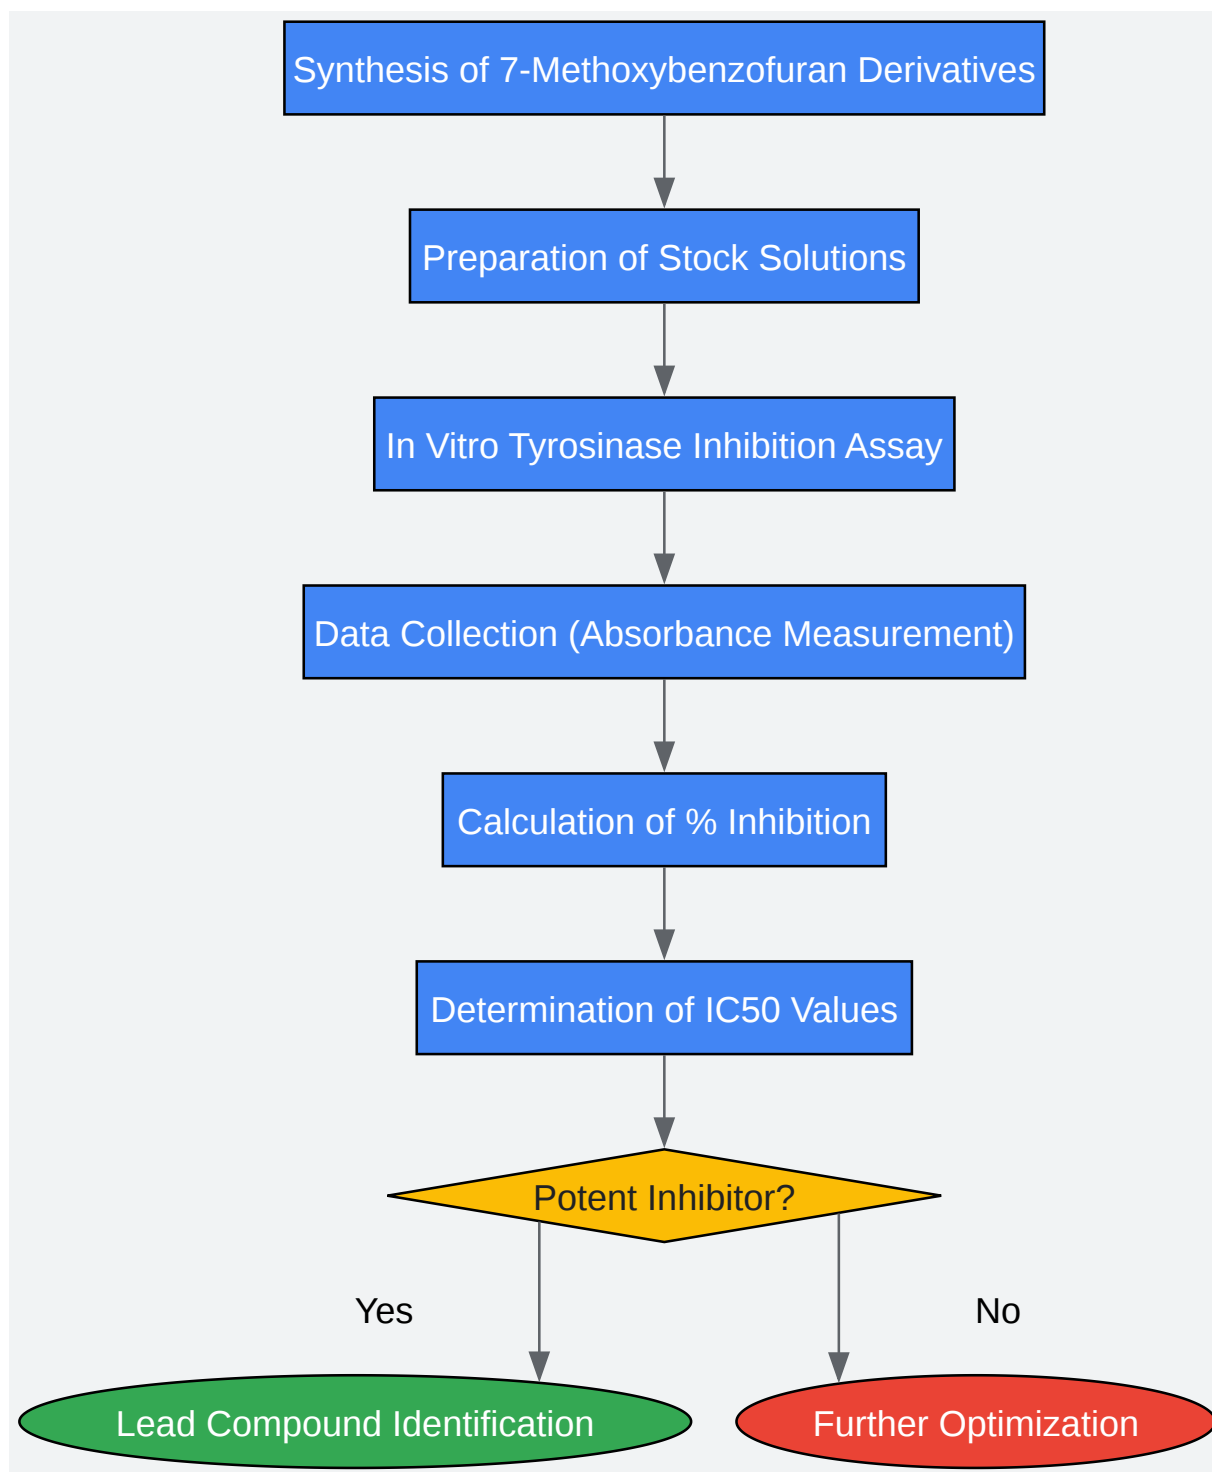 Synthesis of 7-Methoxybenzofuran Derivatives
Preparation of Stock Solutions
In Vitro Tyrosinase Inhibition Assay
Data Collection (Absorbance Measurement)
Calculation of % Inhibition
Determination of IC50 Values
Potent Inhibitor?
Yes
No
Lead Compound Identification
Further Optimization